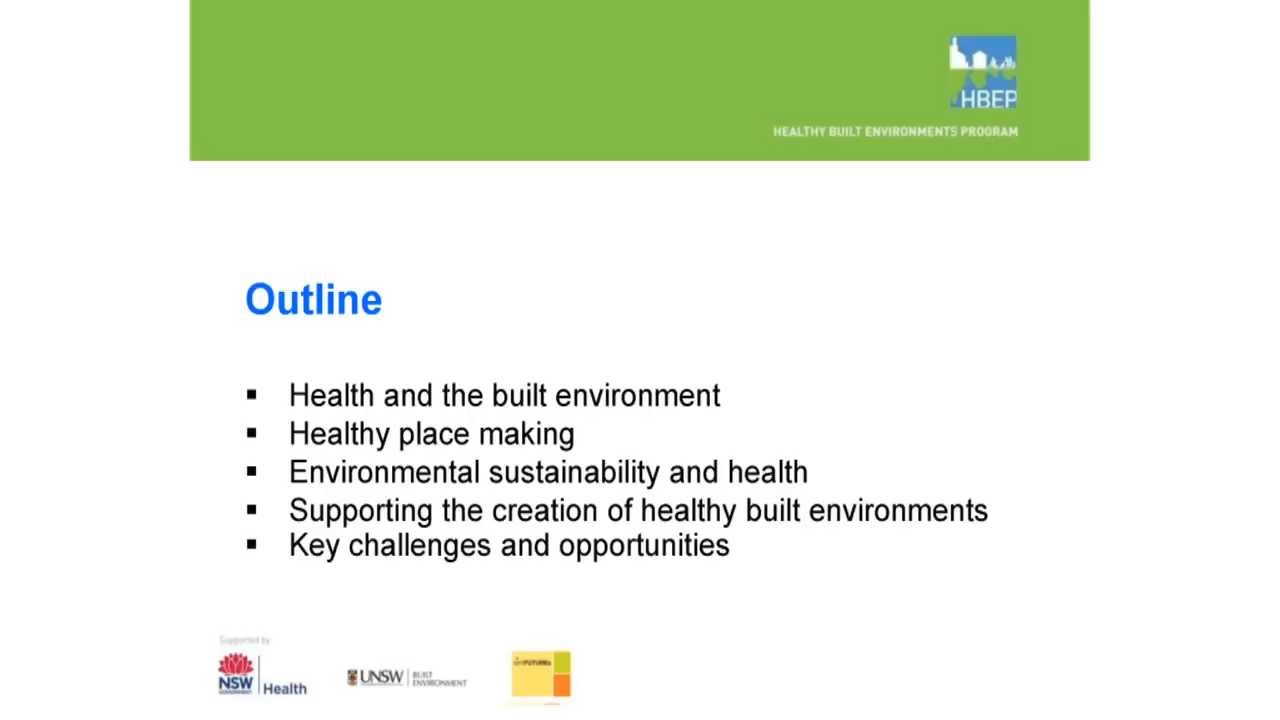 HBEP
HEALTHY BUILT ENVIRONMENTS PROGRAM
Outline
▪ Health and the built environment
▪ Healthy place making
▪ Environmental sustainability and health
▪ Supporting the creation of healthy built environments
▪ Key challenges and opportunities
Supported by
NSW
GOVERNMENT
Health
UNSW
BUILT
ENVIRONMENT